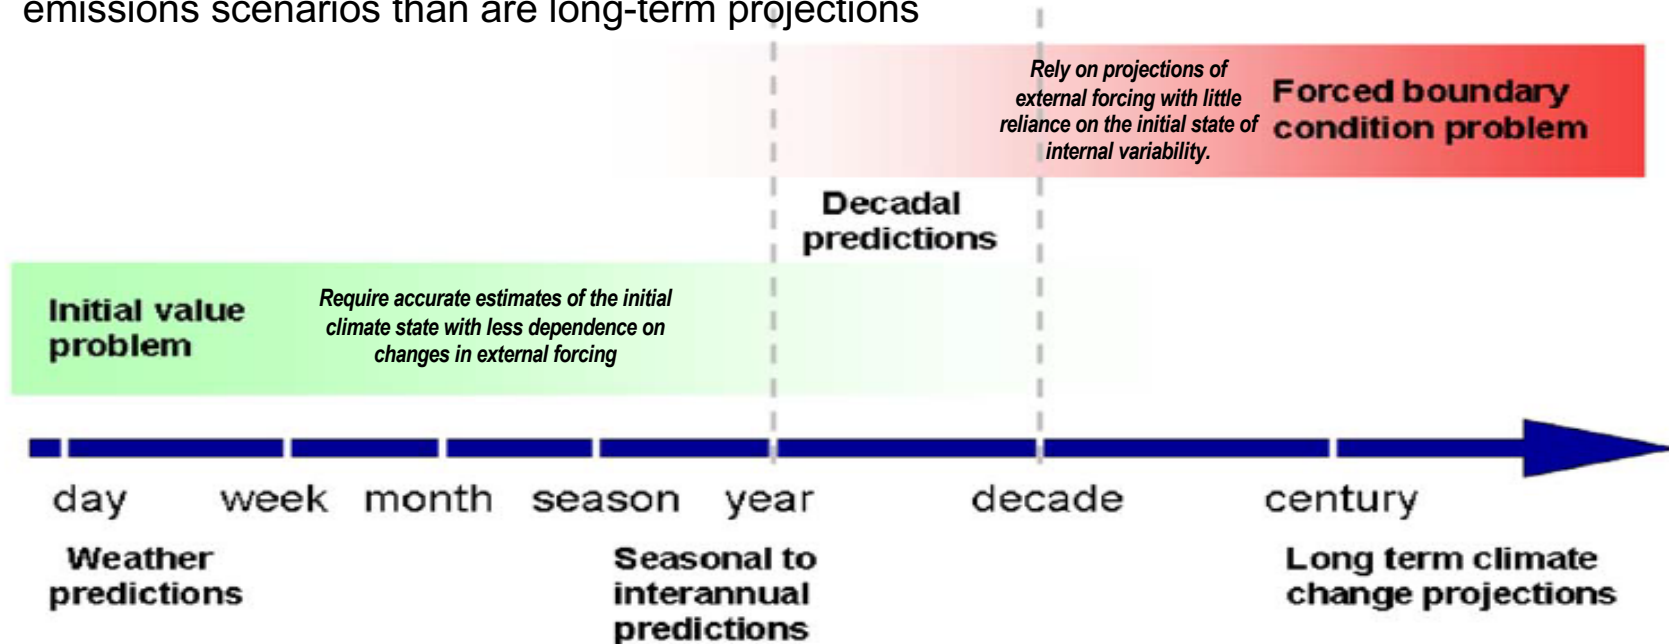 emissions scenarios than are long-term projections
Rely on projections of
external forcing with little
reliance on the initial state of
internal variability.
Forced boundary
condition problem
Decadal
predictions
Initial value
problem
Require accurate estimates of the initial
climate state with less dependence on
changes in external forcing
day week month season year decade century
Weather
predictions
Seasonal to
interannual
predictions
Long term climate
change projections